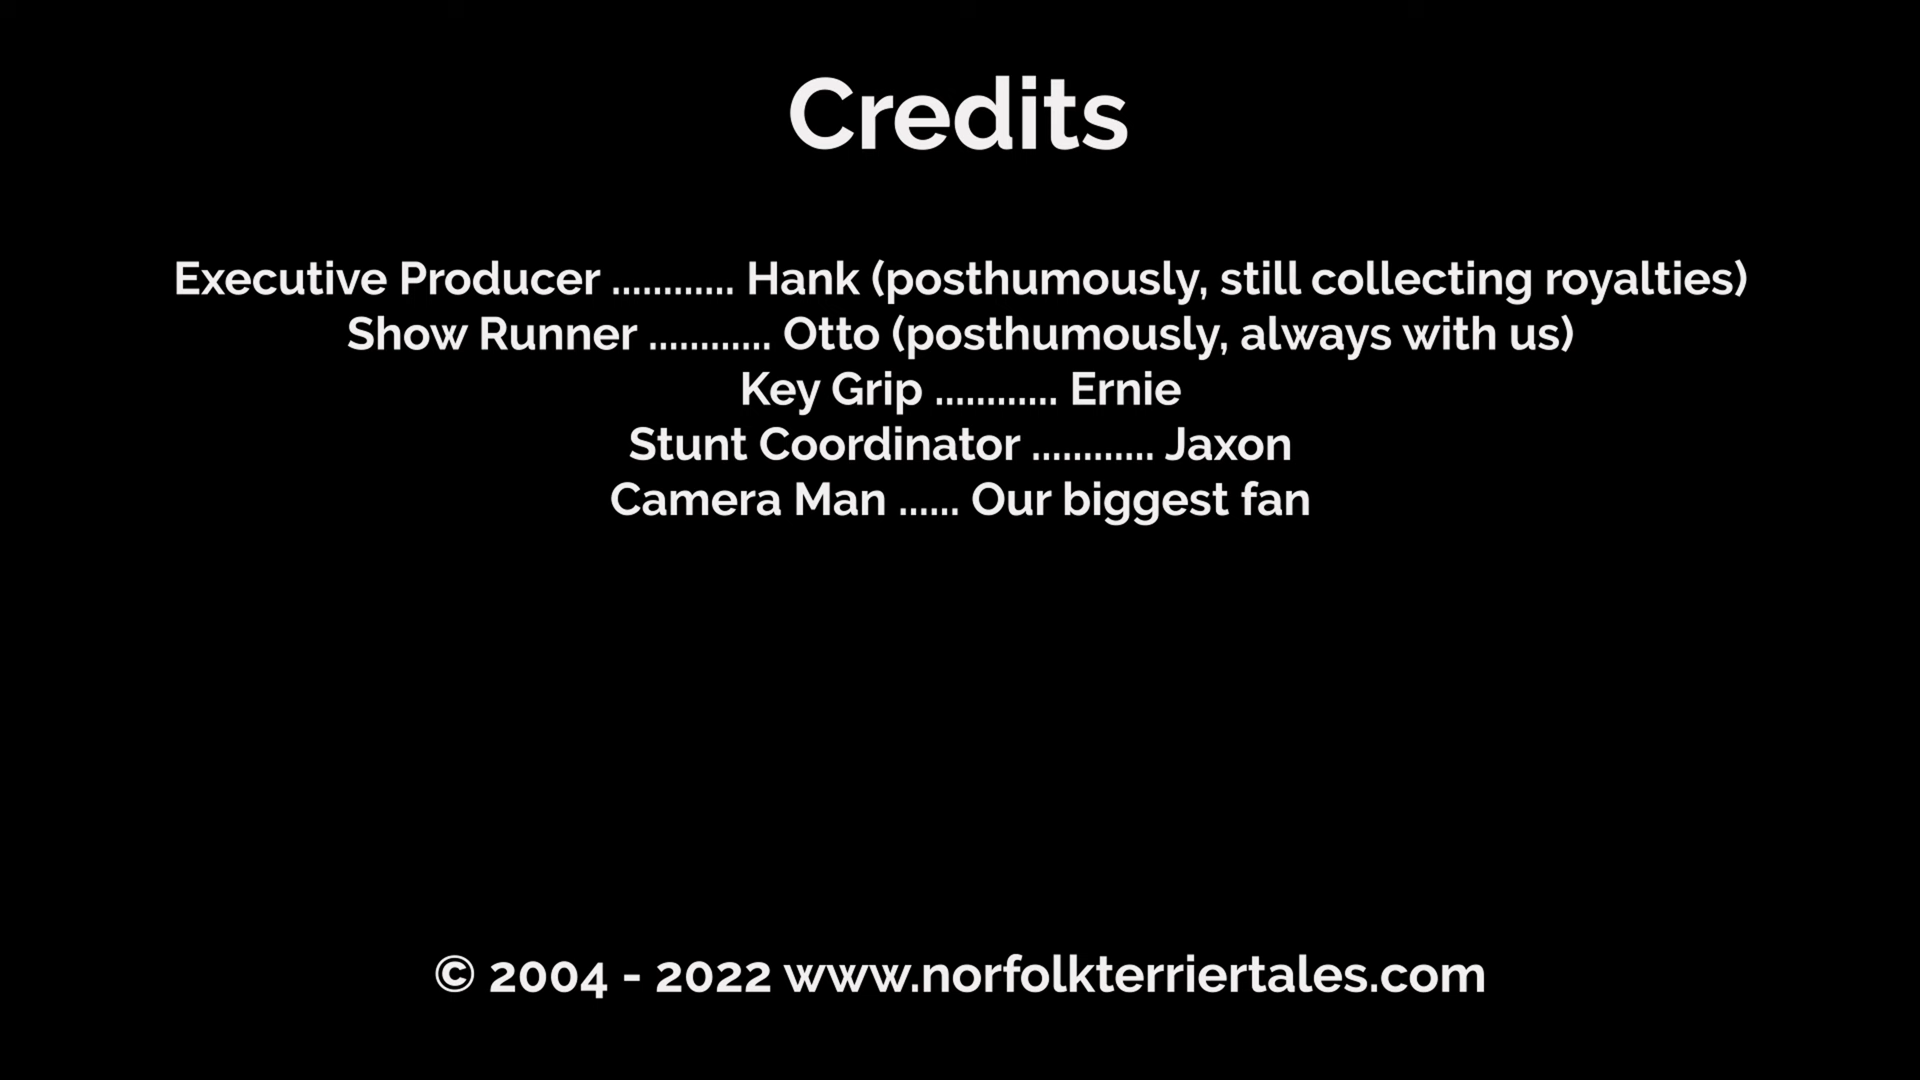 Credits
Executive Producer ............ Hank (posthumously, still collecting royalties)
Show Runner ............ Otto (posthumously, always with us)
Key Grip ............ Ernie
Stunt Coordinator ............ Jaxon
Camera Man ...... Our biggest fan
© 2004 - 2022 www.norfolkterriertales.com